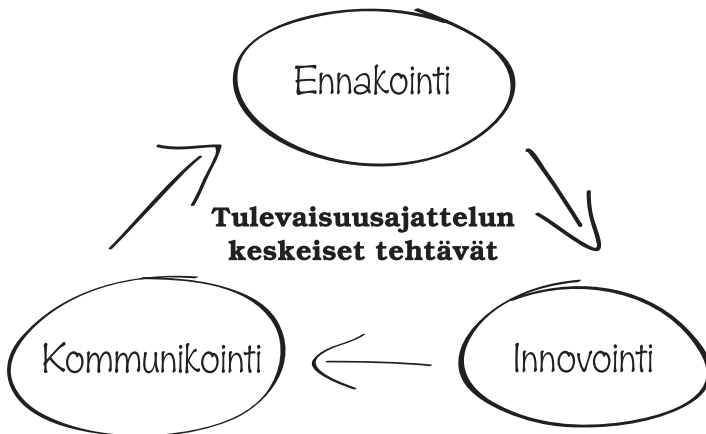 Ennakointi
Tulevaisuusajattelun
keskeiset tehtävät
Kommunikointi
Innovointi